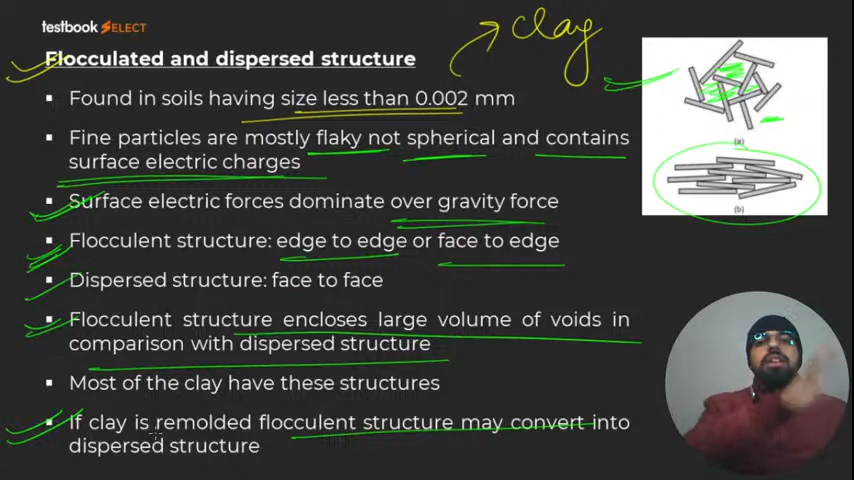 testbook SELECT
clay
Flocculated and dispersed structure
▪ Found in soils having size less than 0.002 mm
▪ Fine particles are mostly flaky not spherical and contains
surface electric charges
▪ Surface electric forces dominate over gravity force
▪ Flocculent structure: edge to edge or face to edge
▪ Dispersed structure: face to face
▪ Flocculent structure encloses large volume of voids in
comparison with dispersed structure
▪ Most of the clay have these structures
▪ If clay is remolded flocculent structure may convert into
dispersed structure
(a)
(b)